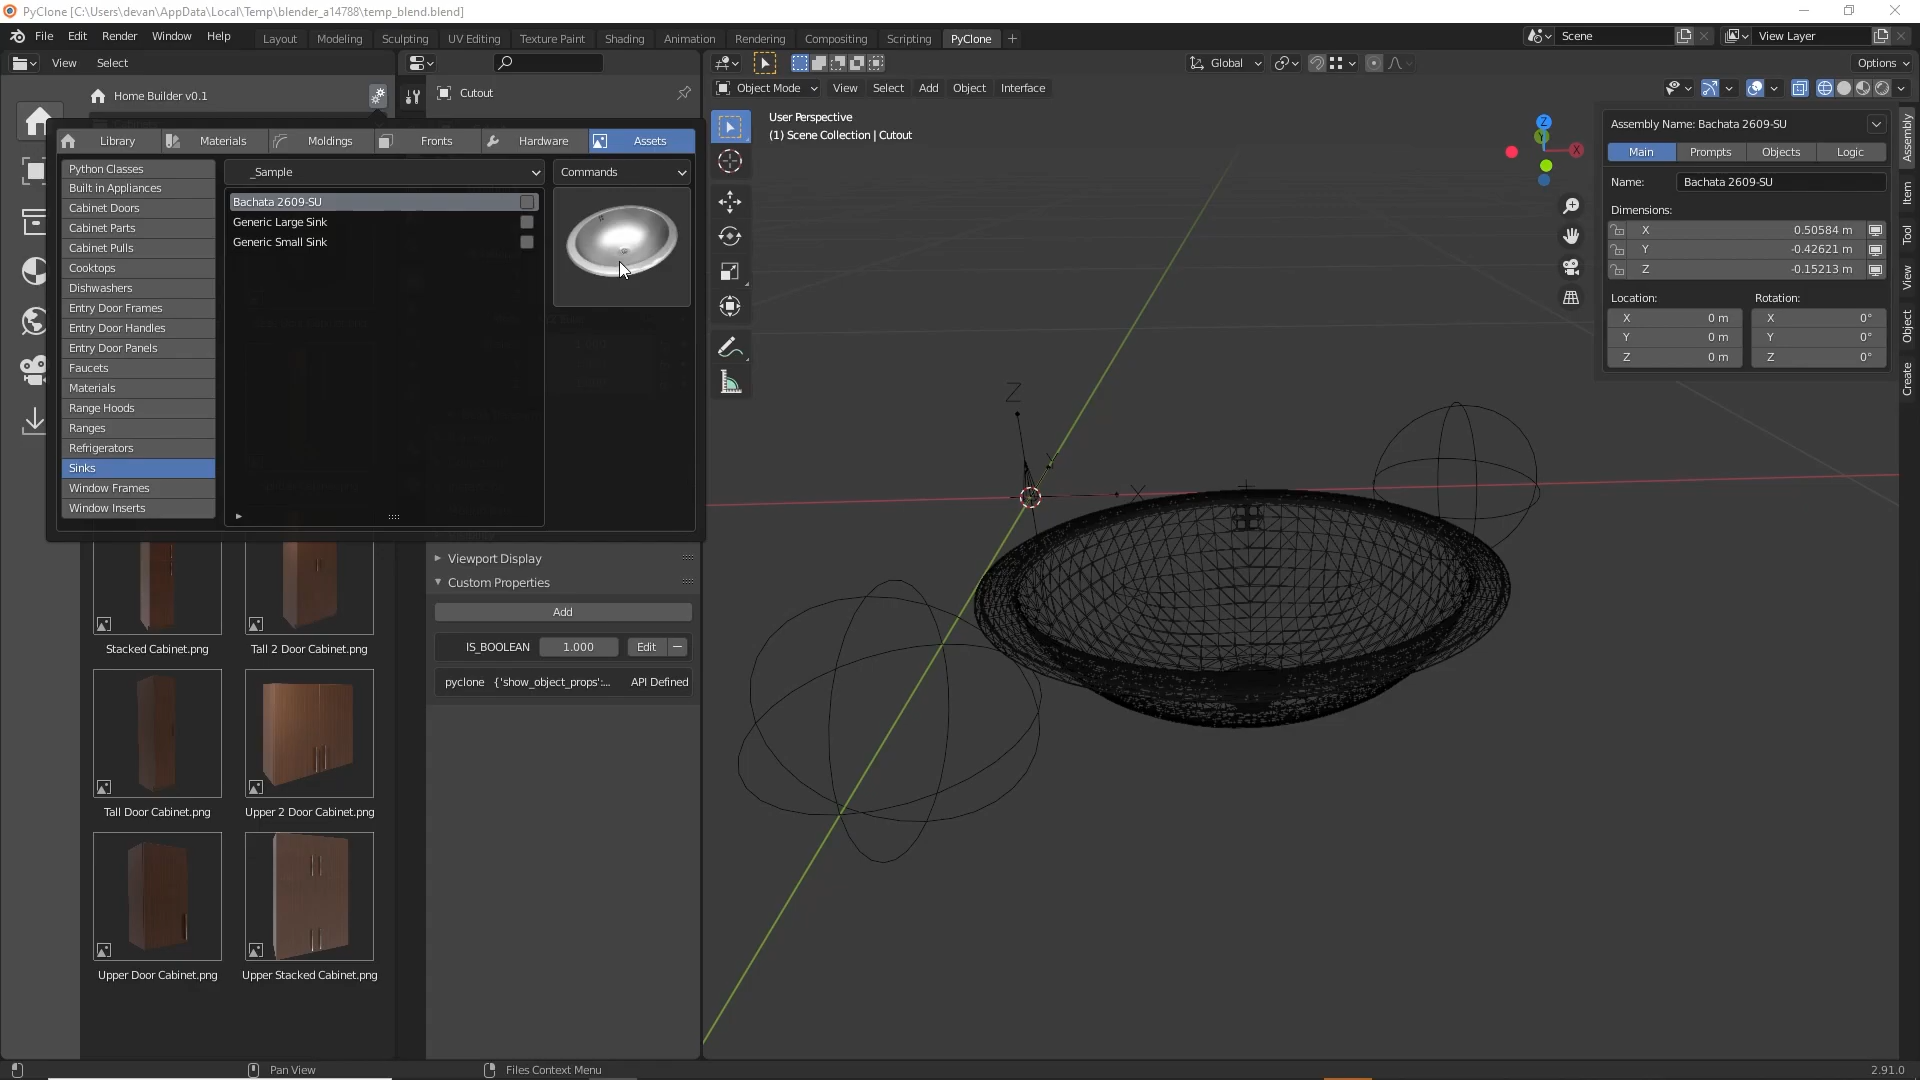 PyClone [C:\Users\devan\AppData\Local\Temp\blender_a14788\temp_blend.blend]
File Edit Render Window Help
Layout Modeling Sculpting UV Editing Texture Paint Shading Animation Rendering Compositing Scripting PyClone +
Scene
View Layer
View Select
Global
Options
Home Builder v0.1
Cutout
Object Mode View Select Add Object Interface
Library Materials Moldings Fronts Hardware Assets
Python Classes
Built in Appliances
Cabinet Doors
Cabinet Parts
Cabinet Pulls
Cooktops
Dishwashers
Entry Door Frames
Entry Door Handles
Entry Door Panels
Faucets
Materials
Range Hoods
Ranges
Refrigerators
Sinks
Window Frames
Window Inserts
_Sample
Bachata 2609-SU
Generic Large Sink
Generic Small Sink
Commands
Stacked Cabinet.png
Tall 2 Door Cabinet.png
Tall Door Cabinet.png
Upper 2 Door Cabinet.png
Upper Door Cabinet.png
Upper Stacked Cabinet.png
Viewport Display
Custom Properties
Add
IS_BOOLEAN 1.000 Edit
pyclone {'show_object_props':... API Defined
User Perspective
(1) Scene Collection | Cutout
Z
Y
X
Z
Y
X
Assembly Name: Bachata 2609-SU
Main Prompts Objects Logic
Name: Bachata 2609-SU
Dimensions:
X 0.50584 m
Y -0.42621 m
Z -0.15213 m
Location: Rotation:
X 0 m X 0°
Y 0 m Y 0°
Z 0 m Z 0°
Assembly
Item
Tool
View
Object
Create
Pan View
Files Context Menu
2.91.0